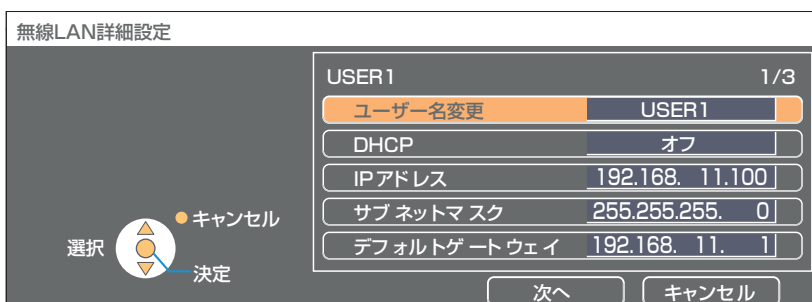 無線LAN詳細設定
USER1 1/3
ユーザー名変更 USER1
DHCP オフ
IPアドレス 192.168. 11.100
サブネットマスク 255.255.255. 0
デフォルトゲートウェイ 192.168. 11. 1
キャンセル
選択
決定
次へ キャンセル